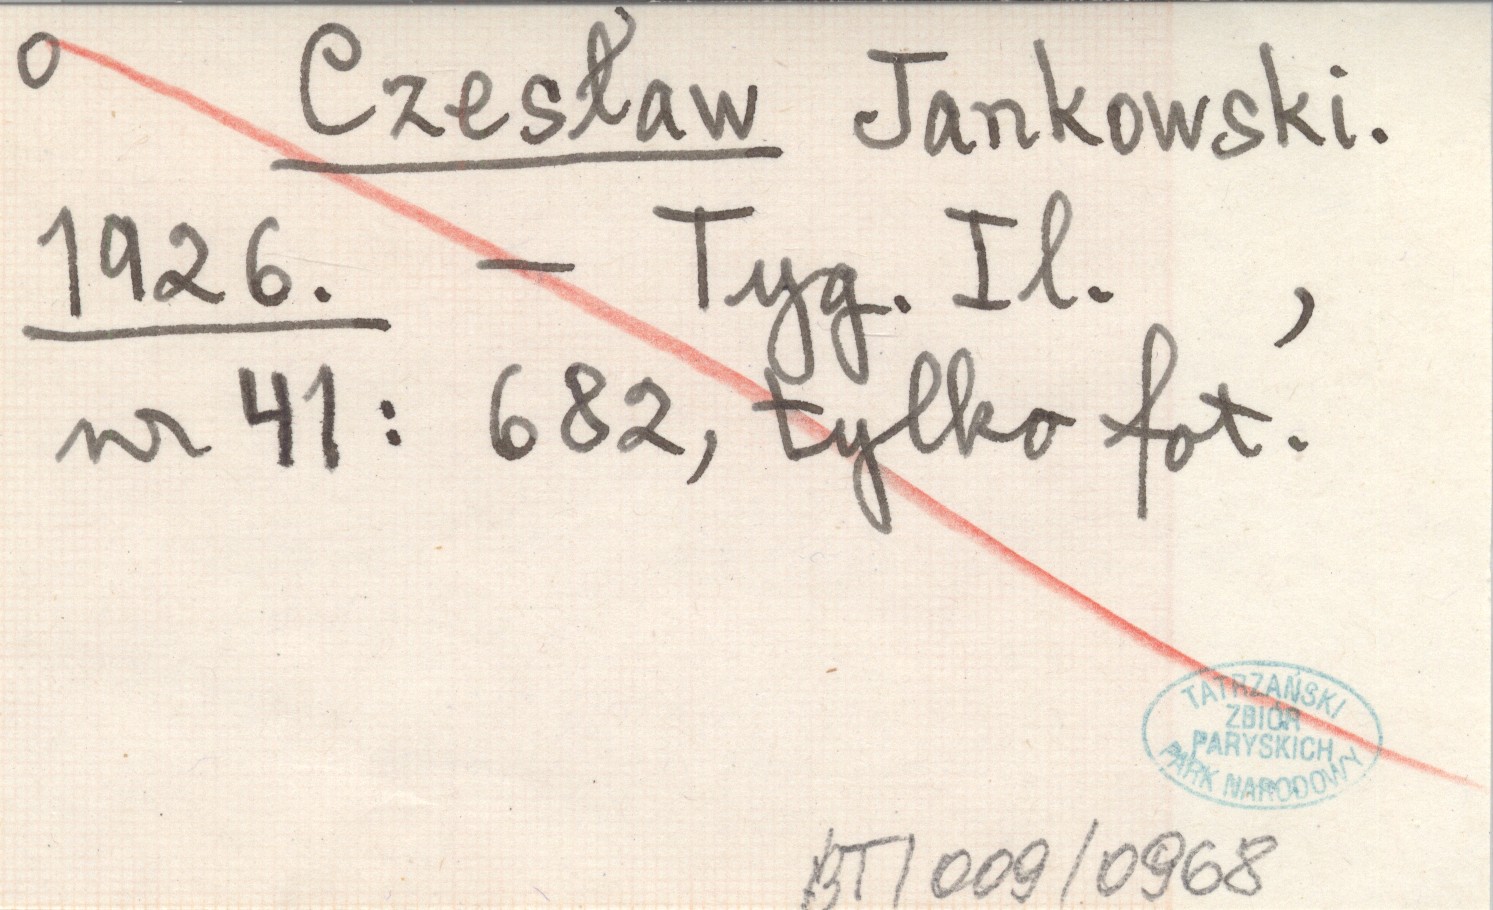 O Czesław Jankowski.
1926. — Tyg. Il. ,
nr 41: 682, tylko fot.
TATRZAŃSKI
ZBIÓR
PARYSKICH
PARK NARODOWY
BT/009/0968